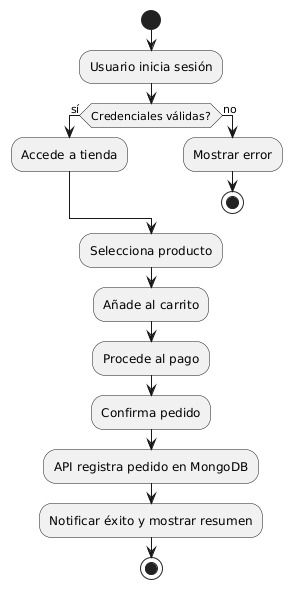 Usuario inicia sesión
sí
Credenciales válidas?
no
Accede a tienda
Mostrar error
Selecciona producto
Añade al carrito
Procede al pago
Confirma pedido
API registra pedido en MongoDB
Notificar éxito y mostrar resumen